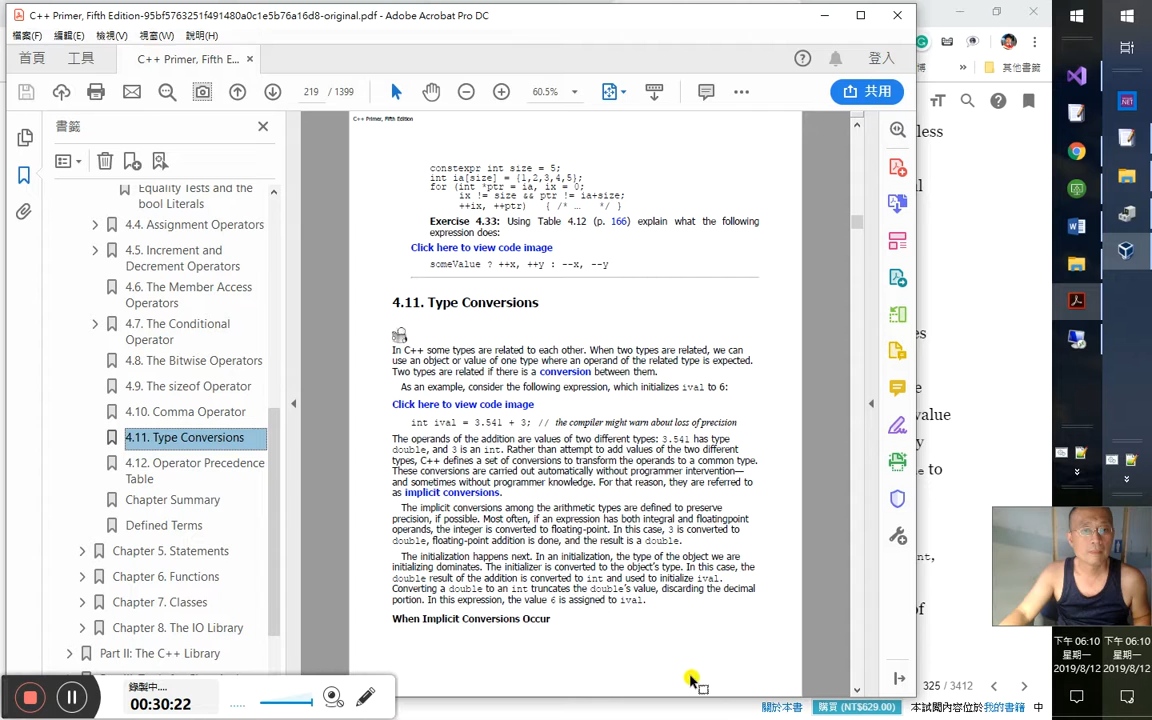 C++ Primer, Fifth Edition-95bf5763251f491480a0c1e5b76a16d8-original.pdf - Adobe Acrobat Pro DC
檔案(F) 編輯(E) 檢視(V) 視窗(W) 說明(H)
首頁 工具 C++ Primer, Fifth E... × 登入
219 / 1399 60.5% 共用
書籤
Equality Tests and the
bool Literals
4.4. Assignment Operators
4.5. Increment and
Decrement Operators
4.6. The Member Access
Operators
4.7. The Conditional
Operator
4.8. The Bitwise Operators
4.9. The sizeof Operator
4.10. Comma Operator
4.11. Type Conversions
4.12. Operator Precedence
Table
Chapter Summary
Defined Terms
Chapter 5. Statements
Chapter 6. Functions
Chapter 7. Classes
Chapter 8. The IO Library
Part II: The C++ Library
C++ Primer, Fifth Edition
constexpr int size = 5;
int ia[size] = {1,2,3,4,5};
for (int *ptr = ia, ix = 0;
ix != size && ptr != ia+size;
++ix, ++ptr) { /* … */ }
Exercise 4.33: Using Table 4.12 (p. 166) explain what the following
expression does:
Click here to view code image
someValue ? ++x, ++y : --x, --y
4.11. Type Conversions
In C++ some types are related to each other. When two types are related, we can
use an object or value of one type where an operand of the related type is expected.
Two types are related if there is a conversion between them.
As an example, consider the following expression, which initializes ival to 6:
Click here to view code image
int ival = 3.541 + 3; // the compiler might warn about loss of precision
The operands of the addition are values of two different types: 3.541 has type
double, and 3 is an int. Rather than attempt to add values of the two different
types, C++ defines a set of conversions to transform the operands to a common type.
These conversions are carried out automatically without programmer intervention—
and sometimes without programmer knowledge. For that reason, they are referred to
as implicit conversions.
The implicit conversions among the arithmetic types are defined to preserve
precision, if possible. Most often, if an expression has both integral and floatingpoint
operands, the integer is converted to floating-point. In this case, 3 is converted to
double, floating-point addition is done, and the result is a double.
The initialization happens next. In an initialization, the type of the object we are
initializing dominates. The initializer is converted to the object's type. In this case, the
double result of the addition is converted to int and used to initialize ival.
Converting a double to an int truncates the double's value, discarding the decimal
portion. In this expression, the value 6 is assigned to ival.
When Implicit Conversions Occur
錄製中....
00:30:22
其他書籤
less
value
to
int,
of
325 / 3412
關於本書 購買 (NT$629.00) 本試閱內容位於我的書籍 中
下午 06:10
星期一
2019/8/12
下午 06:10
星期一
2019/8/12